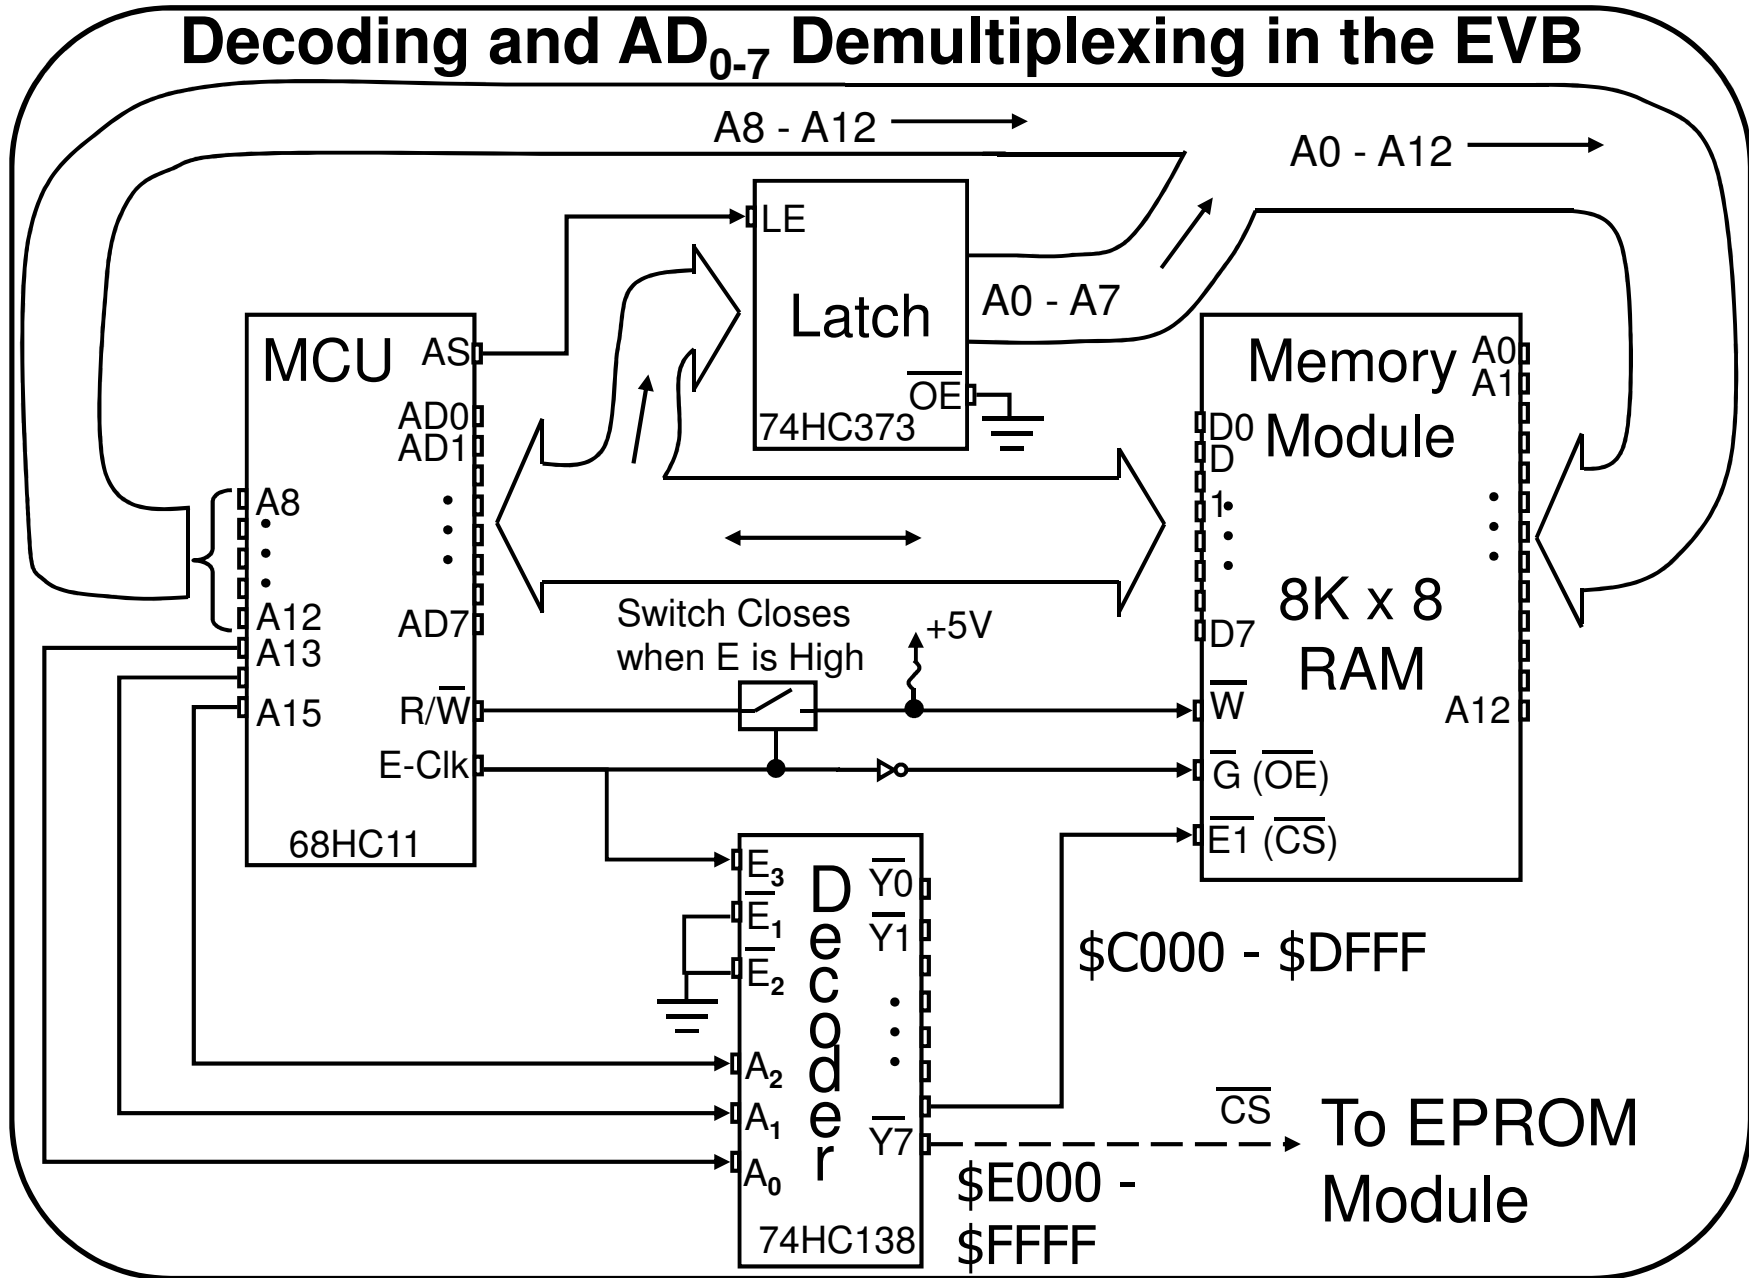 Decoding and AD0-7 Demultiplexing in the EVB
A8 - A12
A0 - A12
LE
Latch
A0 - A7
OE
74HC373
MCU
AS
AD0
AD1
AD7
A8
A12
A13
A15
R/W
E-Clk
68HC11
Switch Closes
when E is High
+5V
Memory
Module
8K x 8
RAM
A0
A1
A12
D0
D
1
D7
W
G (OE)
E1 (CS)
E3
E1
E2
A2
A1
A0
D
e
c
o
d
e
r
Y0
Y1
Y7
74HC138
$C000 - $DFFF
CS
To EPROM
Module
$E000 -
$FFFF